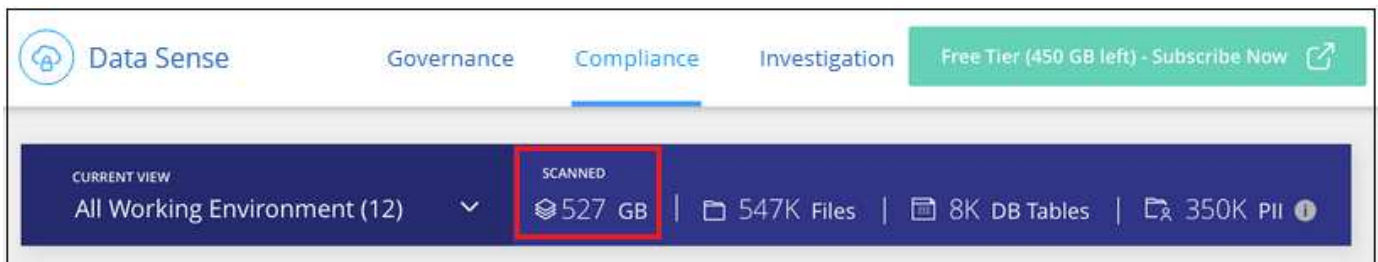 Data Sense Governance Compliance Investigation Free Tier (450 GB left) - Subscribe Now
CURRENT VIEW SCANNED
All Working Environment (12) 527 GB | 547K Files | 8K DB Tables | 350K PII